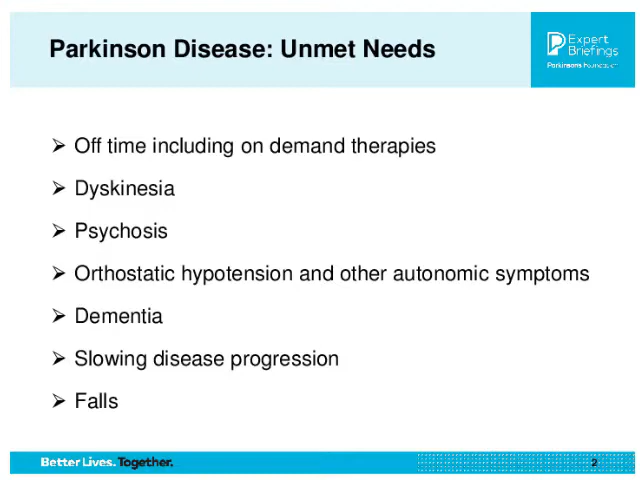 Parkinson Disease: Unmet Needs
Expert
Briefings
Parkinson's Foundation
➢ Off time including on demand therapies
➢ Dyskinesia
➢ Psychosis
➢ Orthostatic hypotension and other autonomic symptoms
➢ Dementia
➢ Slowing disease progression
➢ Falls
Better Lives. Together.
2